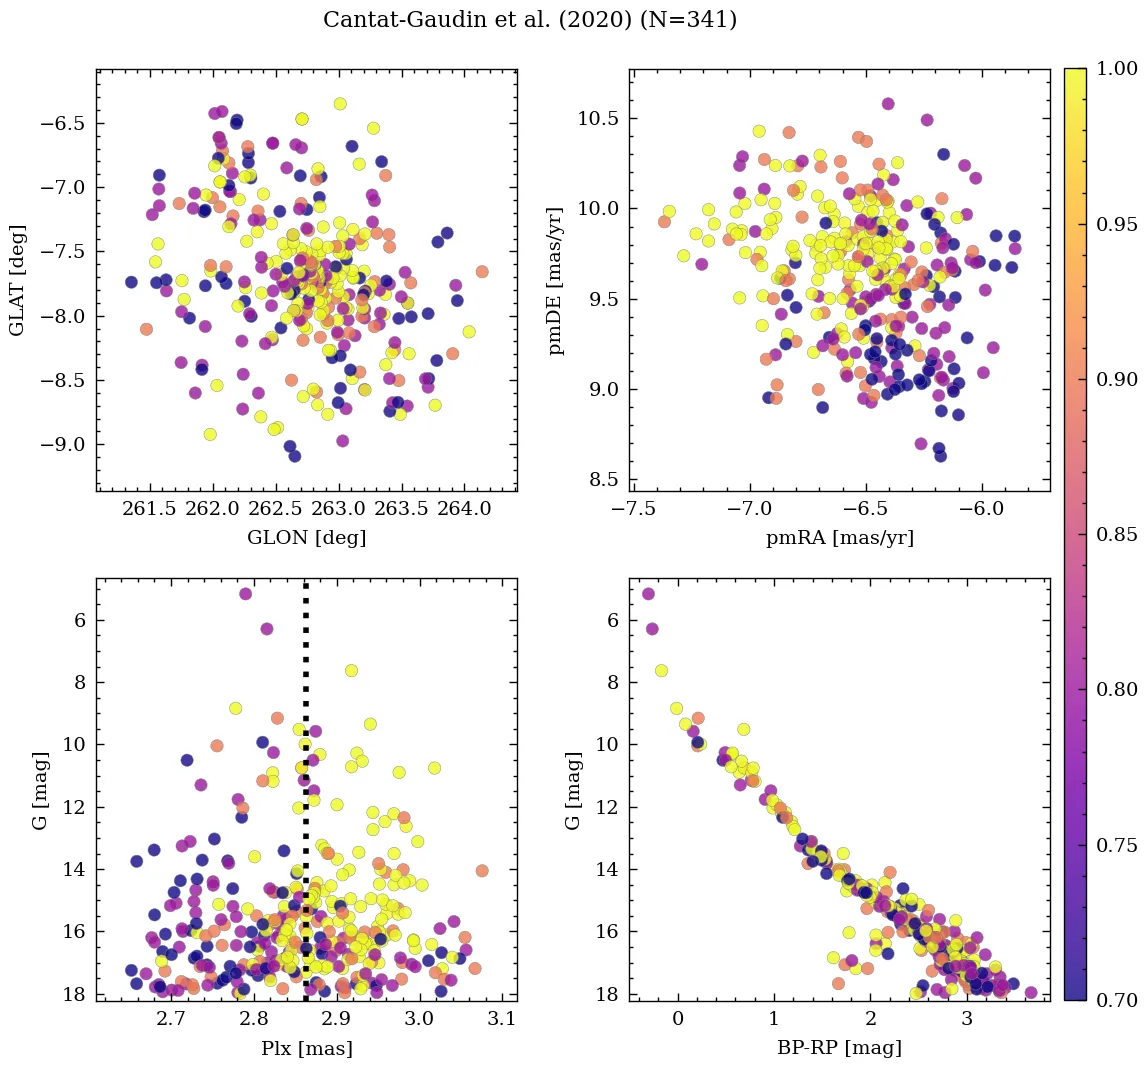 Cantat-Gaudin et al. (2020) (N=341)
−6.5
−7.0
−7.5
−8.0
−8.5
−9.0
GLAT [deg]
261.5 262.0 262.5 263.0 263.5 264.0
GLON [deg]
10.5
10.0
9.5
9.0
8.5
pmDE [mas/yr]
−7.5 −7.0 −6.5 −6.0
pmRA [mas/yr]
1.00
0.95
0.90
0.85
0.80
0.75
0.70
6
8
10
12
14
16
18
G [mag]
2.7 2.8 2.9 3.0 3.1
Plx [mas]
6
8
10
12
14
16
18
G [mag]
0 1 2 3
BP-RP [mag]